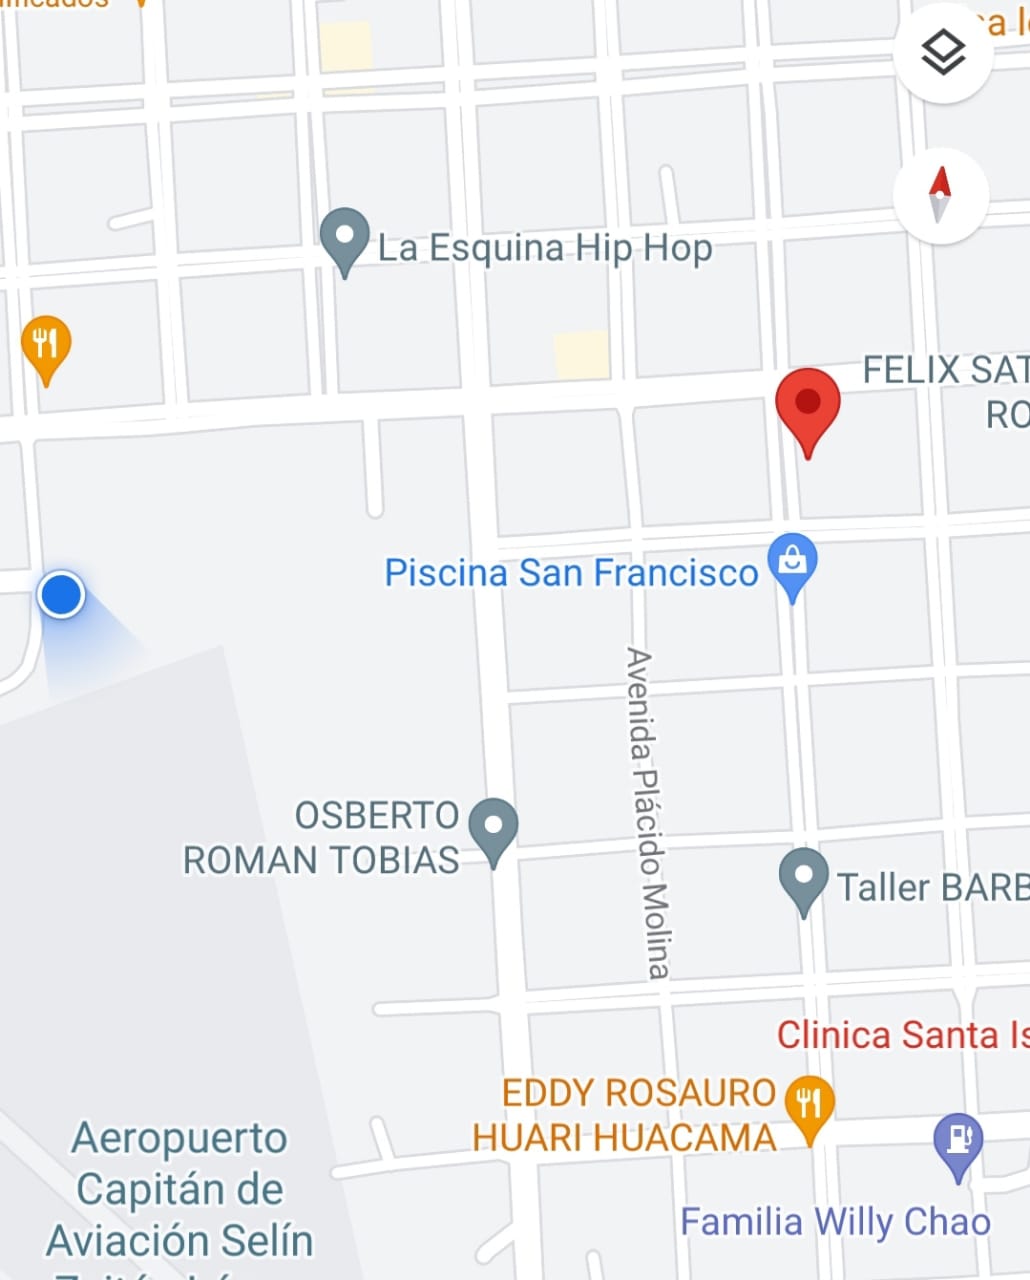 La Esquina Hip Hop
FELIX SAT
RO
Piscina San Francisco
Avenida Plácido Molina
OSBERTO
ROMAN TOBIAS
Taller BARB
Clinica Santa Is
EDDY ROSAURO
HUARI HUACAMA
Aeropuerto
Capitán de
Aviación Selín
Familia Willy Chao